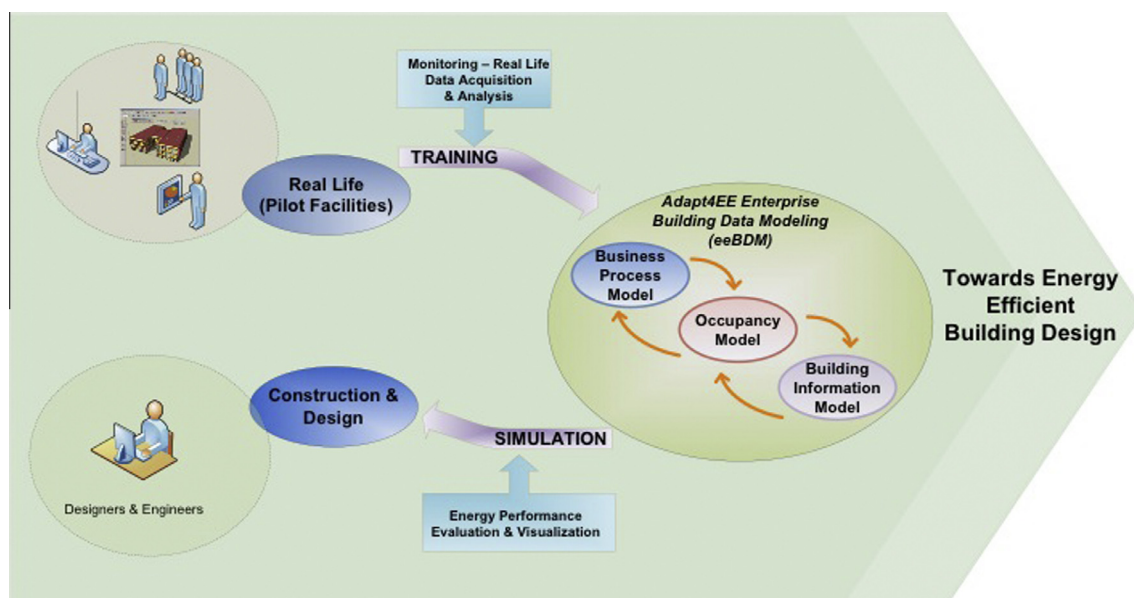 Monitoring – Real Life
Data Acquisition
& Analysis
TRAINING
Real Life
(Pilot Facilities)
Adapt4EE Enterprise
Building Data Modeling
(eeBDM)
Business
Process
Model
Occupancy
Model
Building
Information
Model
Towards Energy
Efficient
Building Design
Construction &
Design
SIMULATION
Designers & Engineers
Energy Performance
Evaluation & Visualization